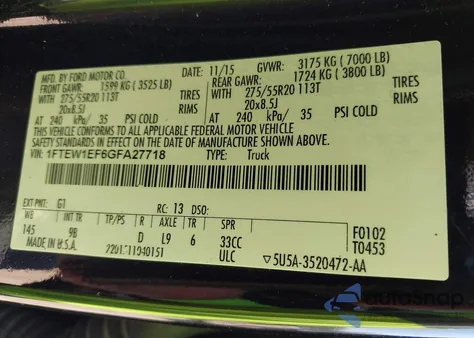 MFD. BY FORD MOTOR CO.
DATE: 11/15 GVWR: 3175 KG ( 7000 LB)
FRONT GAWR: 1599 KG ( 3525 LB) REAR GAWR: 1724 KG ( 3800 LB)
WITH 275/55R20 113T TIRES WITH 275/55R20 113T TIRES
20x8.5J RIMS 20x8.5J RIMS
AT 240 kPa/ 35 PSI COLD AT 240 kPa/ 35 PSI COLD
THIS VEHICLE CONFORMS TO ALL APPLICABLE FEDERAL MOTOR VEHICLE
SAFETY STANDARDS IN EFFECT ON THE DATE OF MANUFACTURE SHOWN ABOVE.
VIN: 1FTEW1EF6GFA27718 TYPE: Truck
EXT PNT: G1 RC: 13 DSO:
WB INT TR TP/PS R AXLE TR SPR
145 9B D L9 6 33CC
F0102
T0453
MADE IN U.S.A. ULC
5U5A-3520472-AA
autoSnap